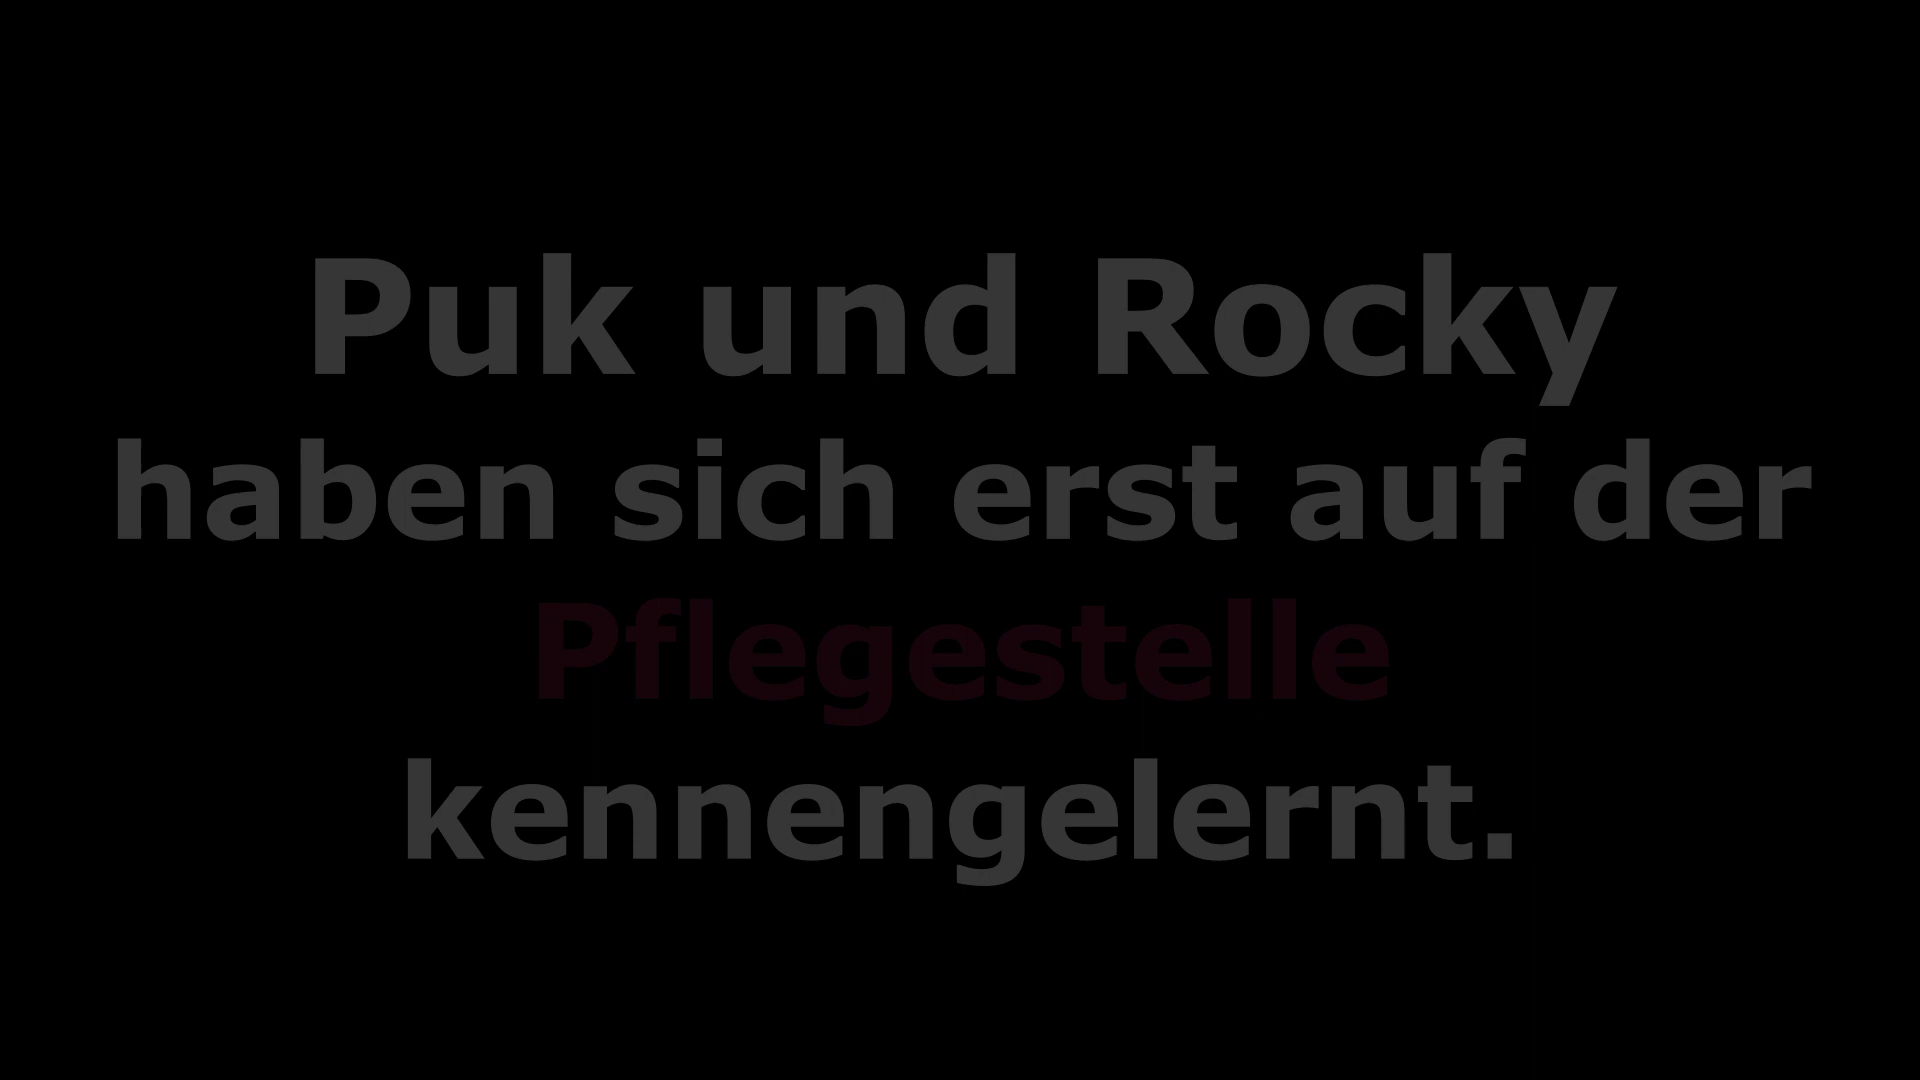 Puk und Rocky
haben sich erst auf der
Pflegestelle
kennengelernt.